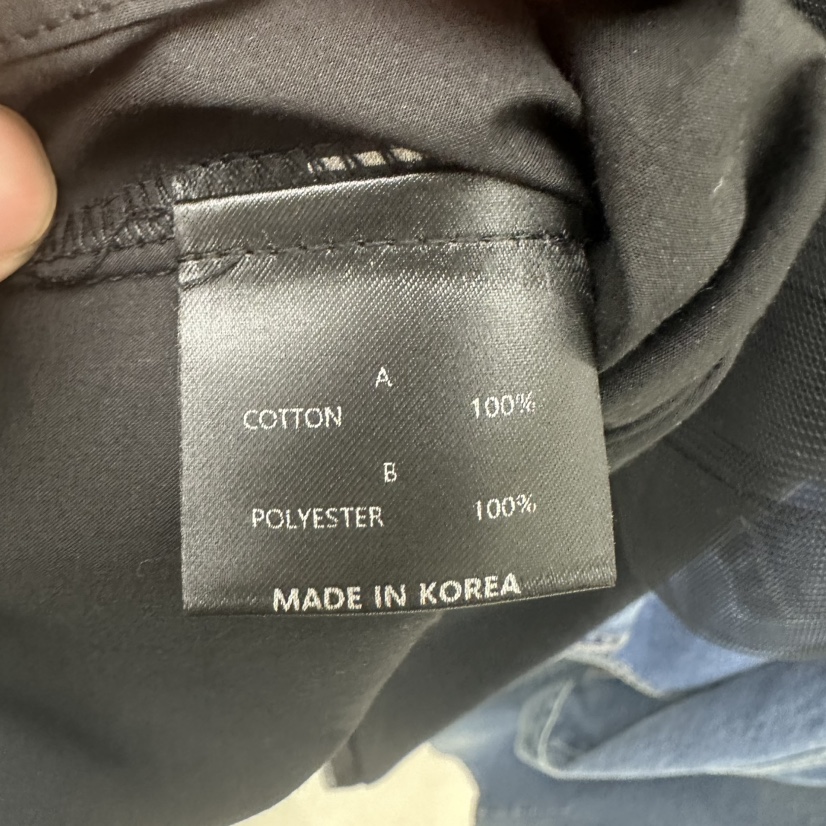 A
COTTON 100%
B
POLYESTER 100%
MADE IN KOREA